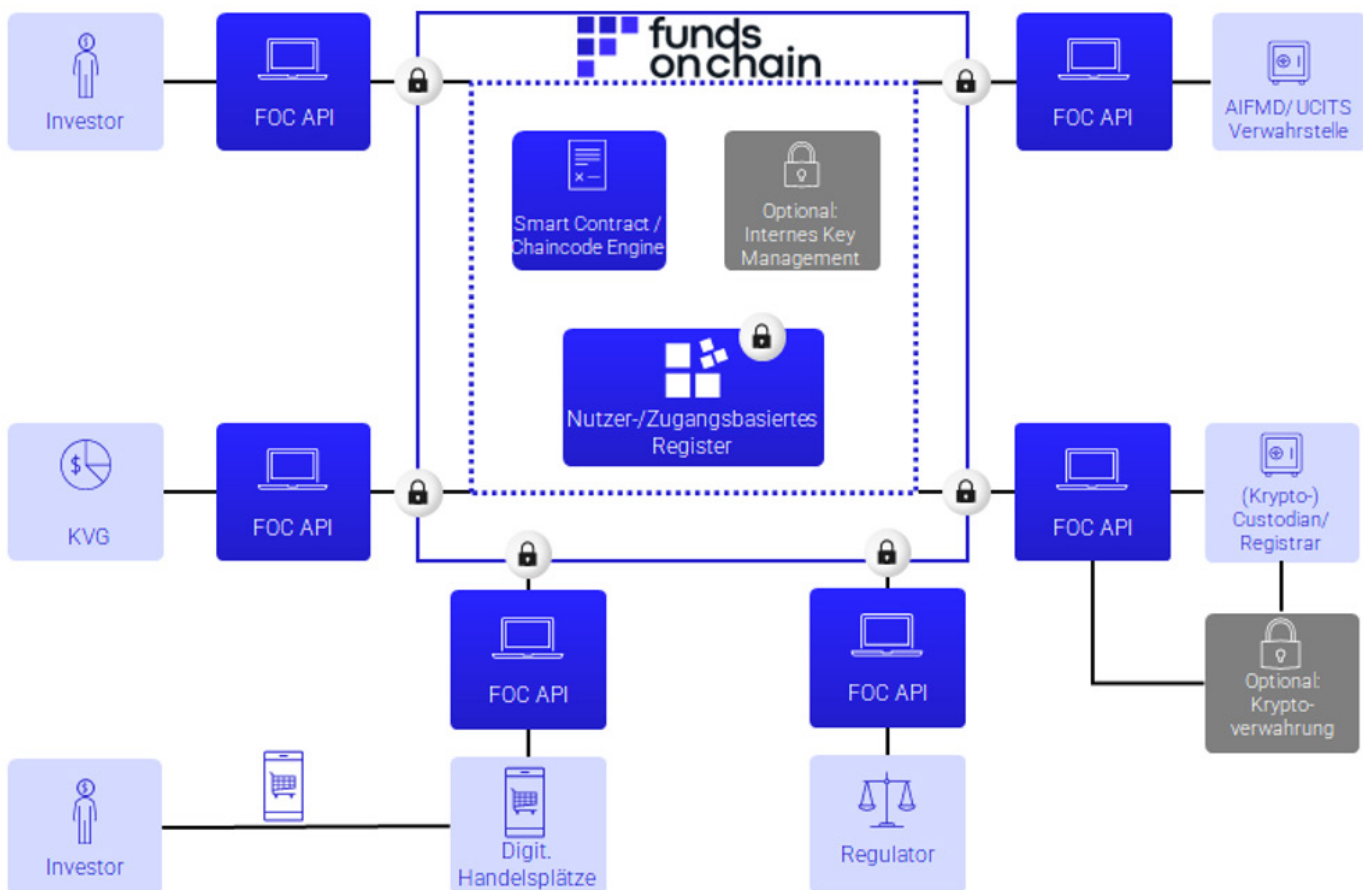 funds
onchain
Investor
FOC API
FOC API
AIFMD/ UCITS
Verwahrstelle
Smart Contract /
Chaincode Engine
Optional:
Internes Key
Management
Nutzer-/Zugangsbasiertes
Register
KVG
FOC API
FOC API
(Krypto-)
Custodian/
Registrar
FOC API
FOC API
Optional:
Krypto-
verwahrung
Investor
Digit.
Handelsplätze
Regulator